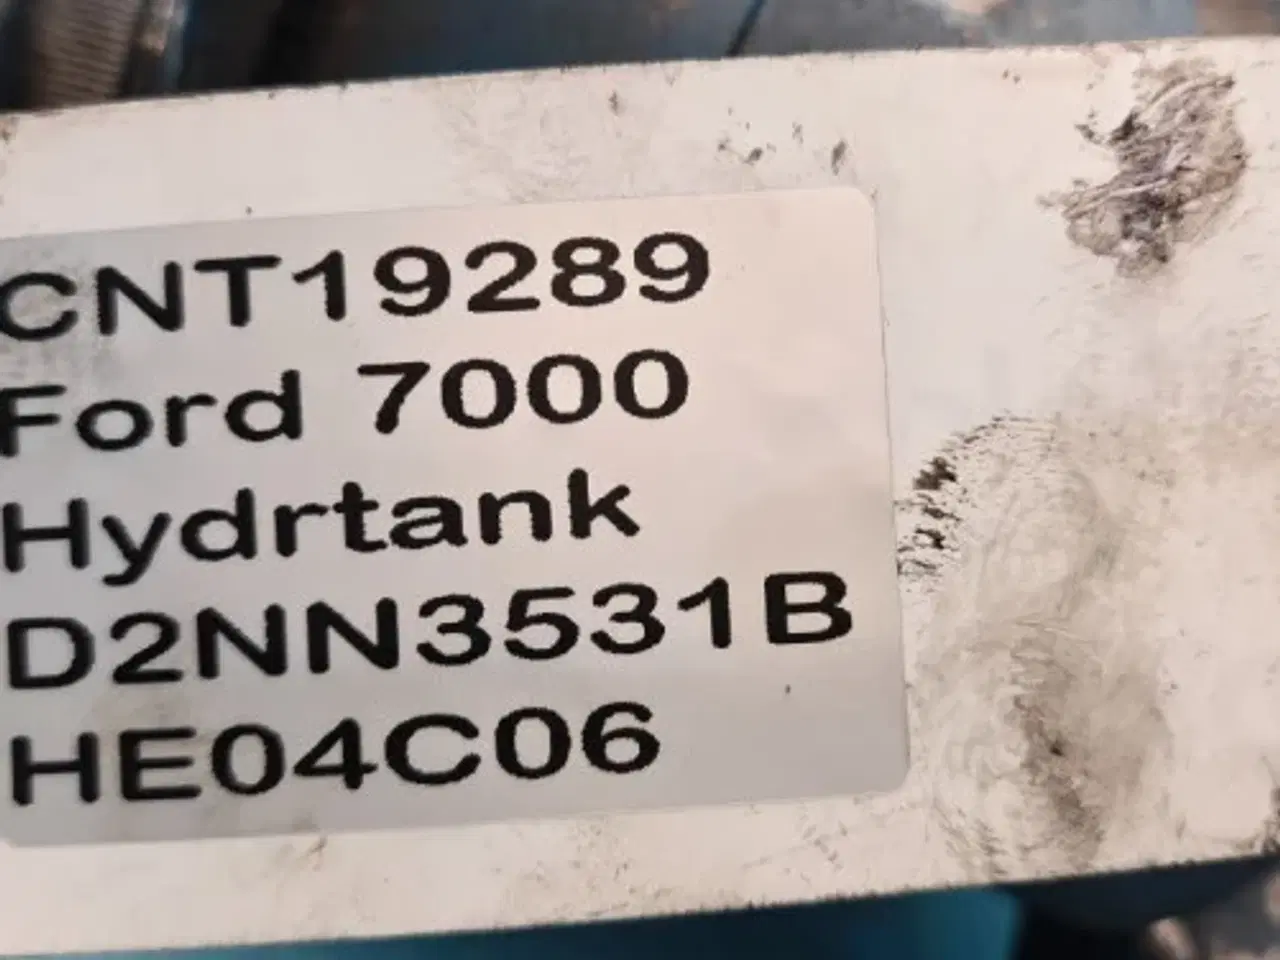 CNT19289
Ford 7000
Hydrtank
D2NN3531B
HE04C06